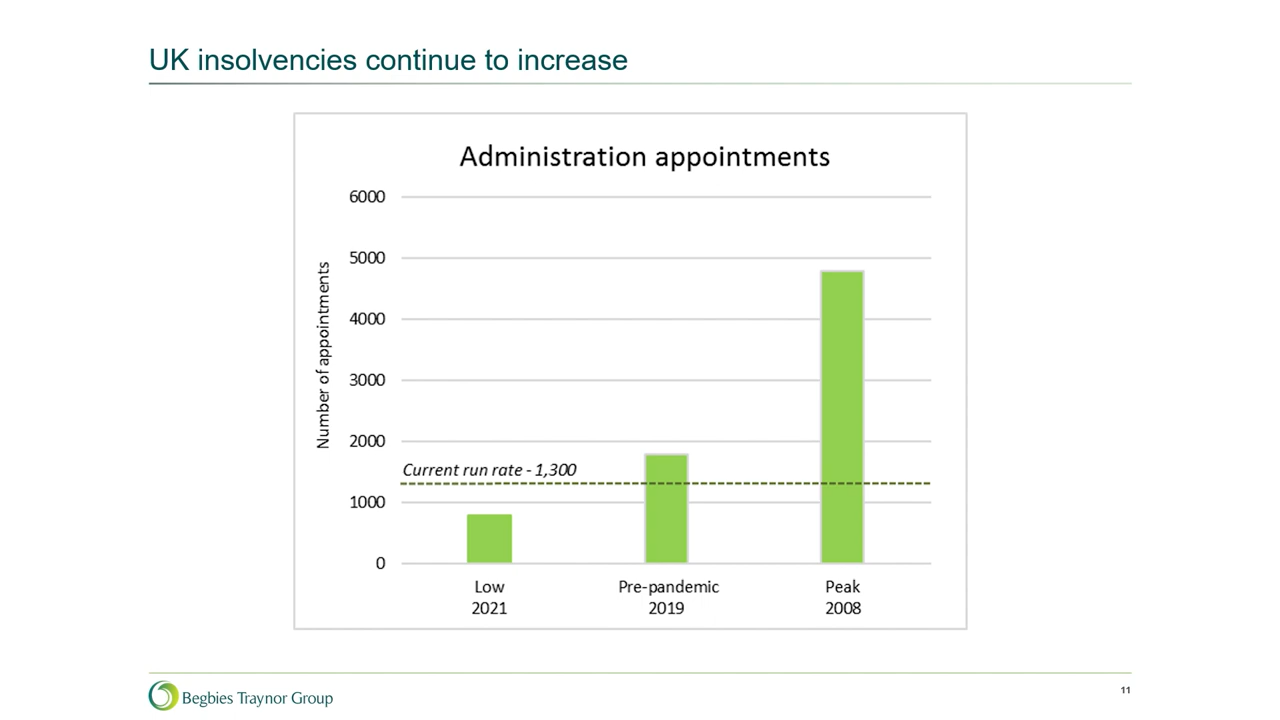 UK insolvencies continue to increase
Administration appointments
6000
5000
4000
3000
2000
1000
0
Number of appointments
Current run rate - 1,300
Low
2021
Pre-pandemic
2019
Peak
2008
Begbies Traynor Group
11